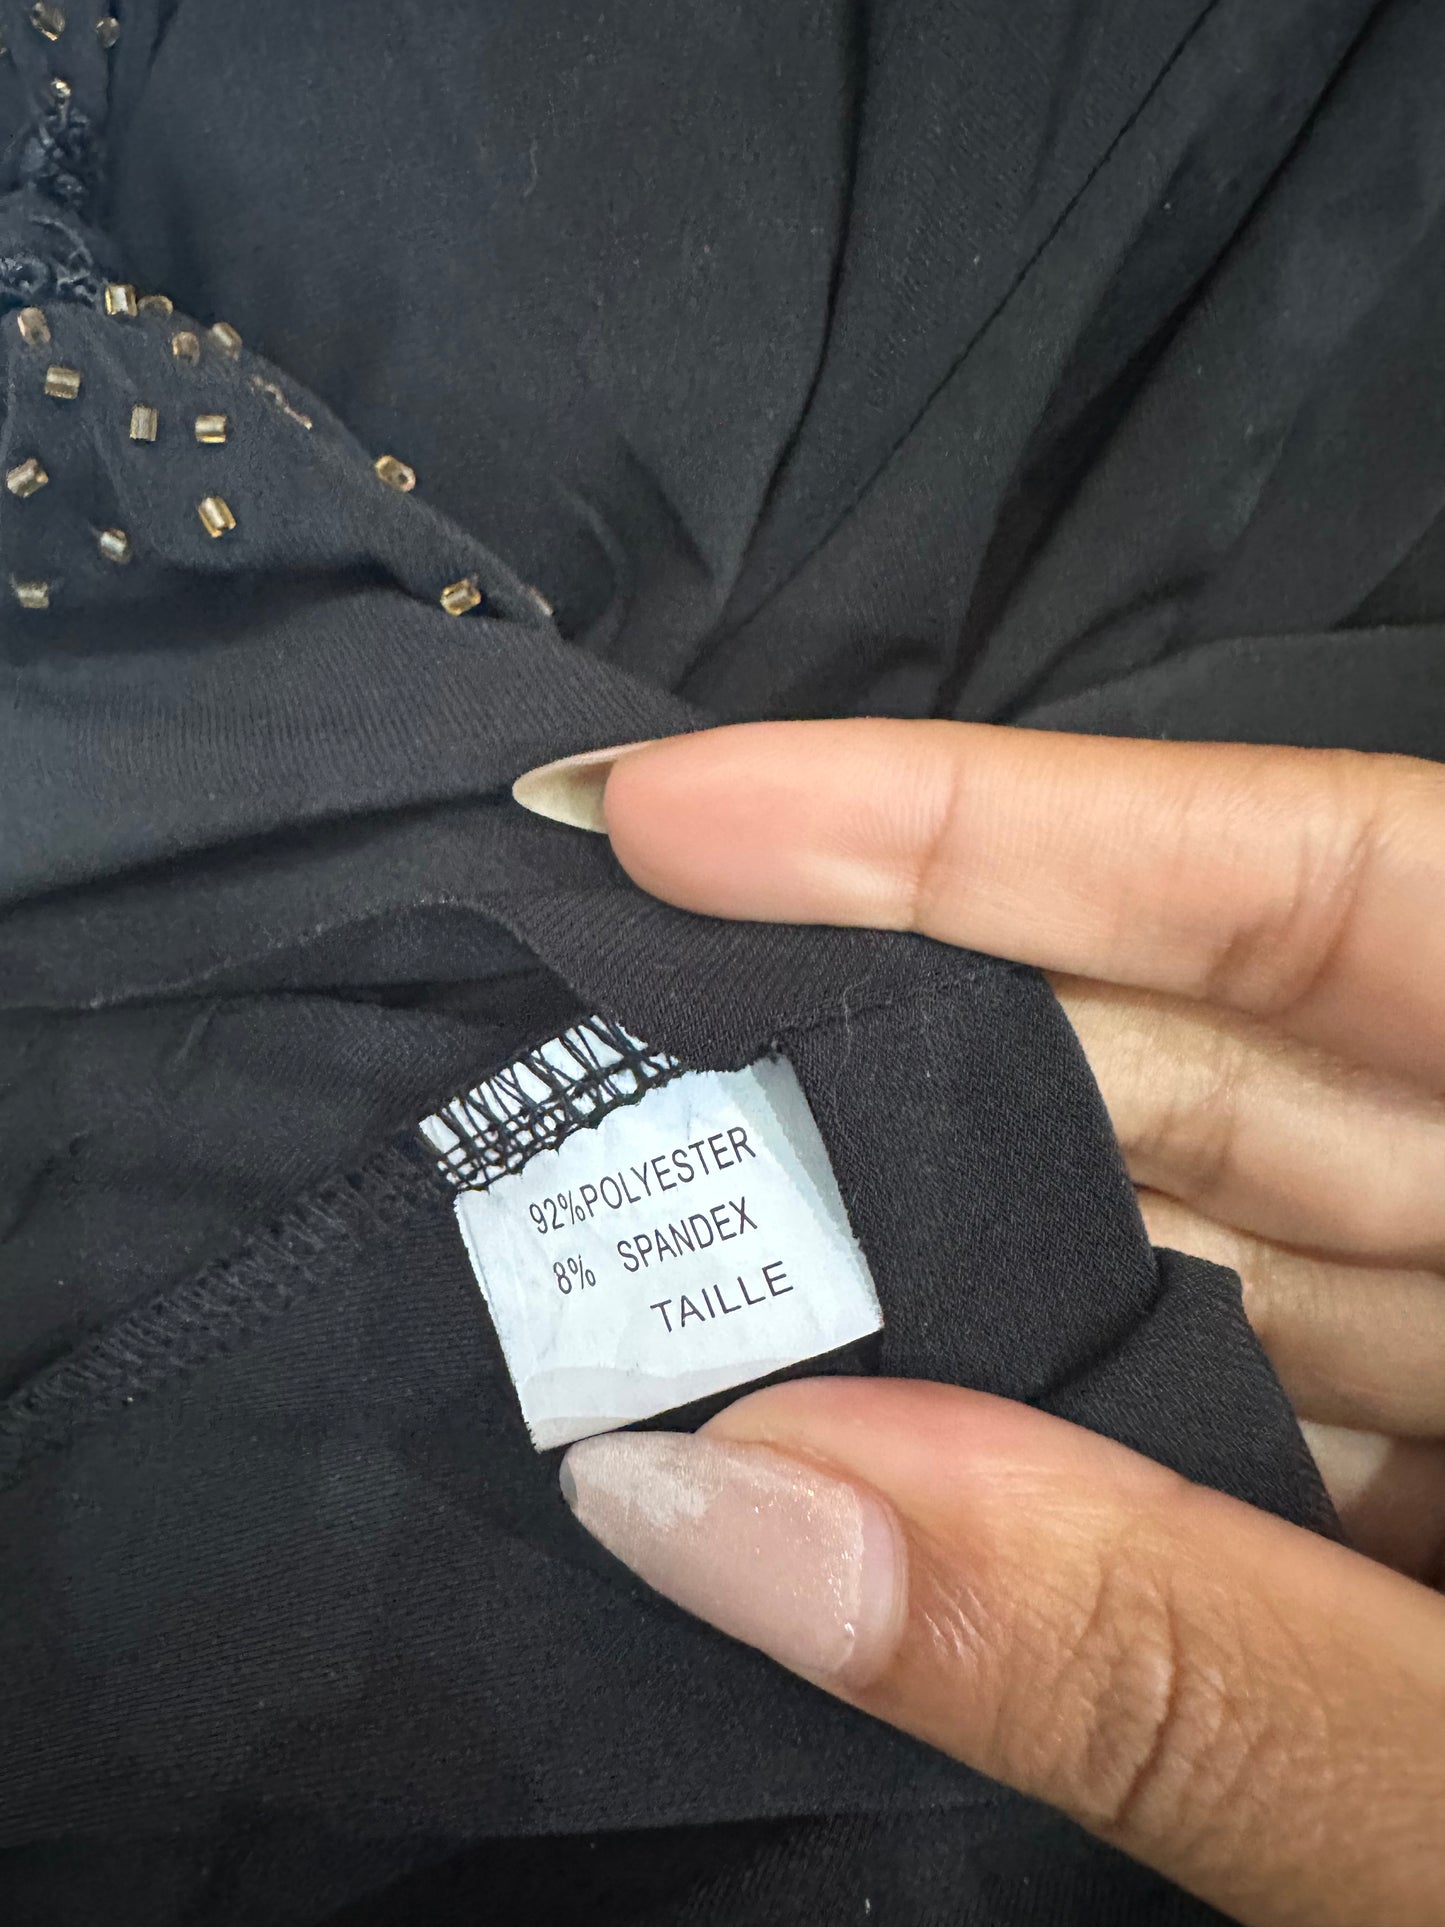 92%POLYESTER
8% SPANDEX
TAILLE